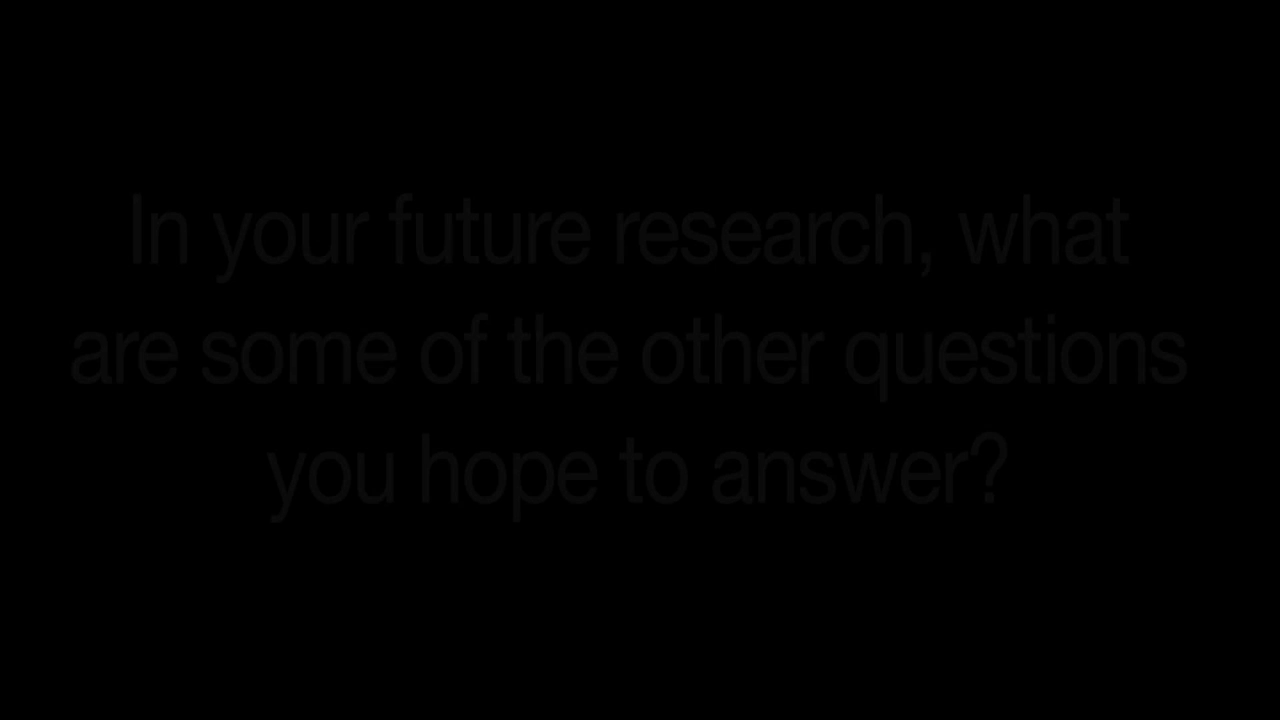 In your future research, what
are some of the other questions
you hope to answer?